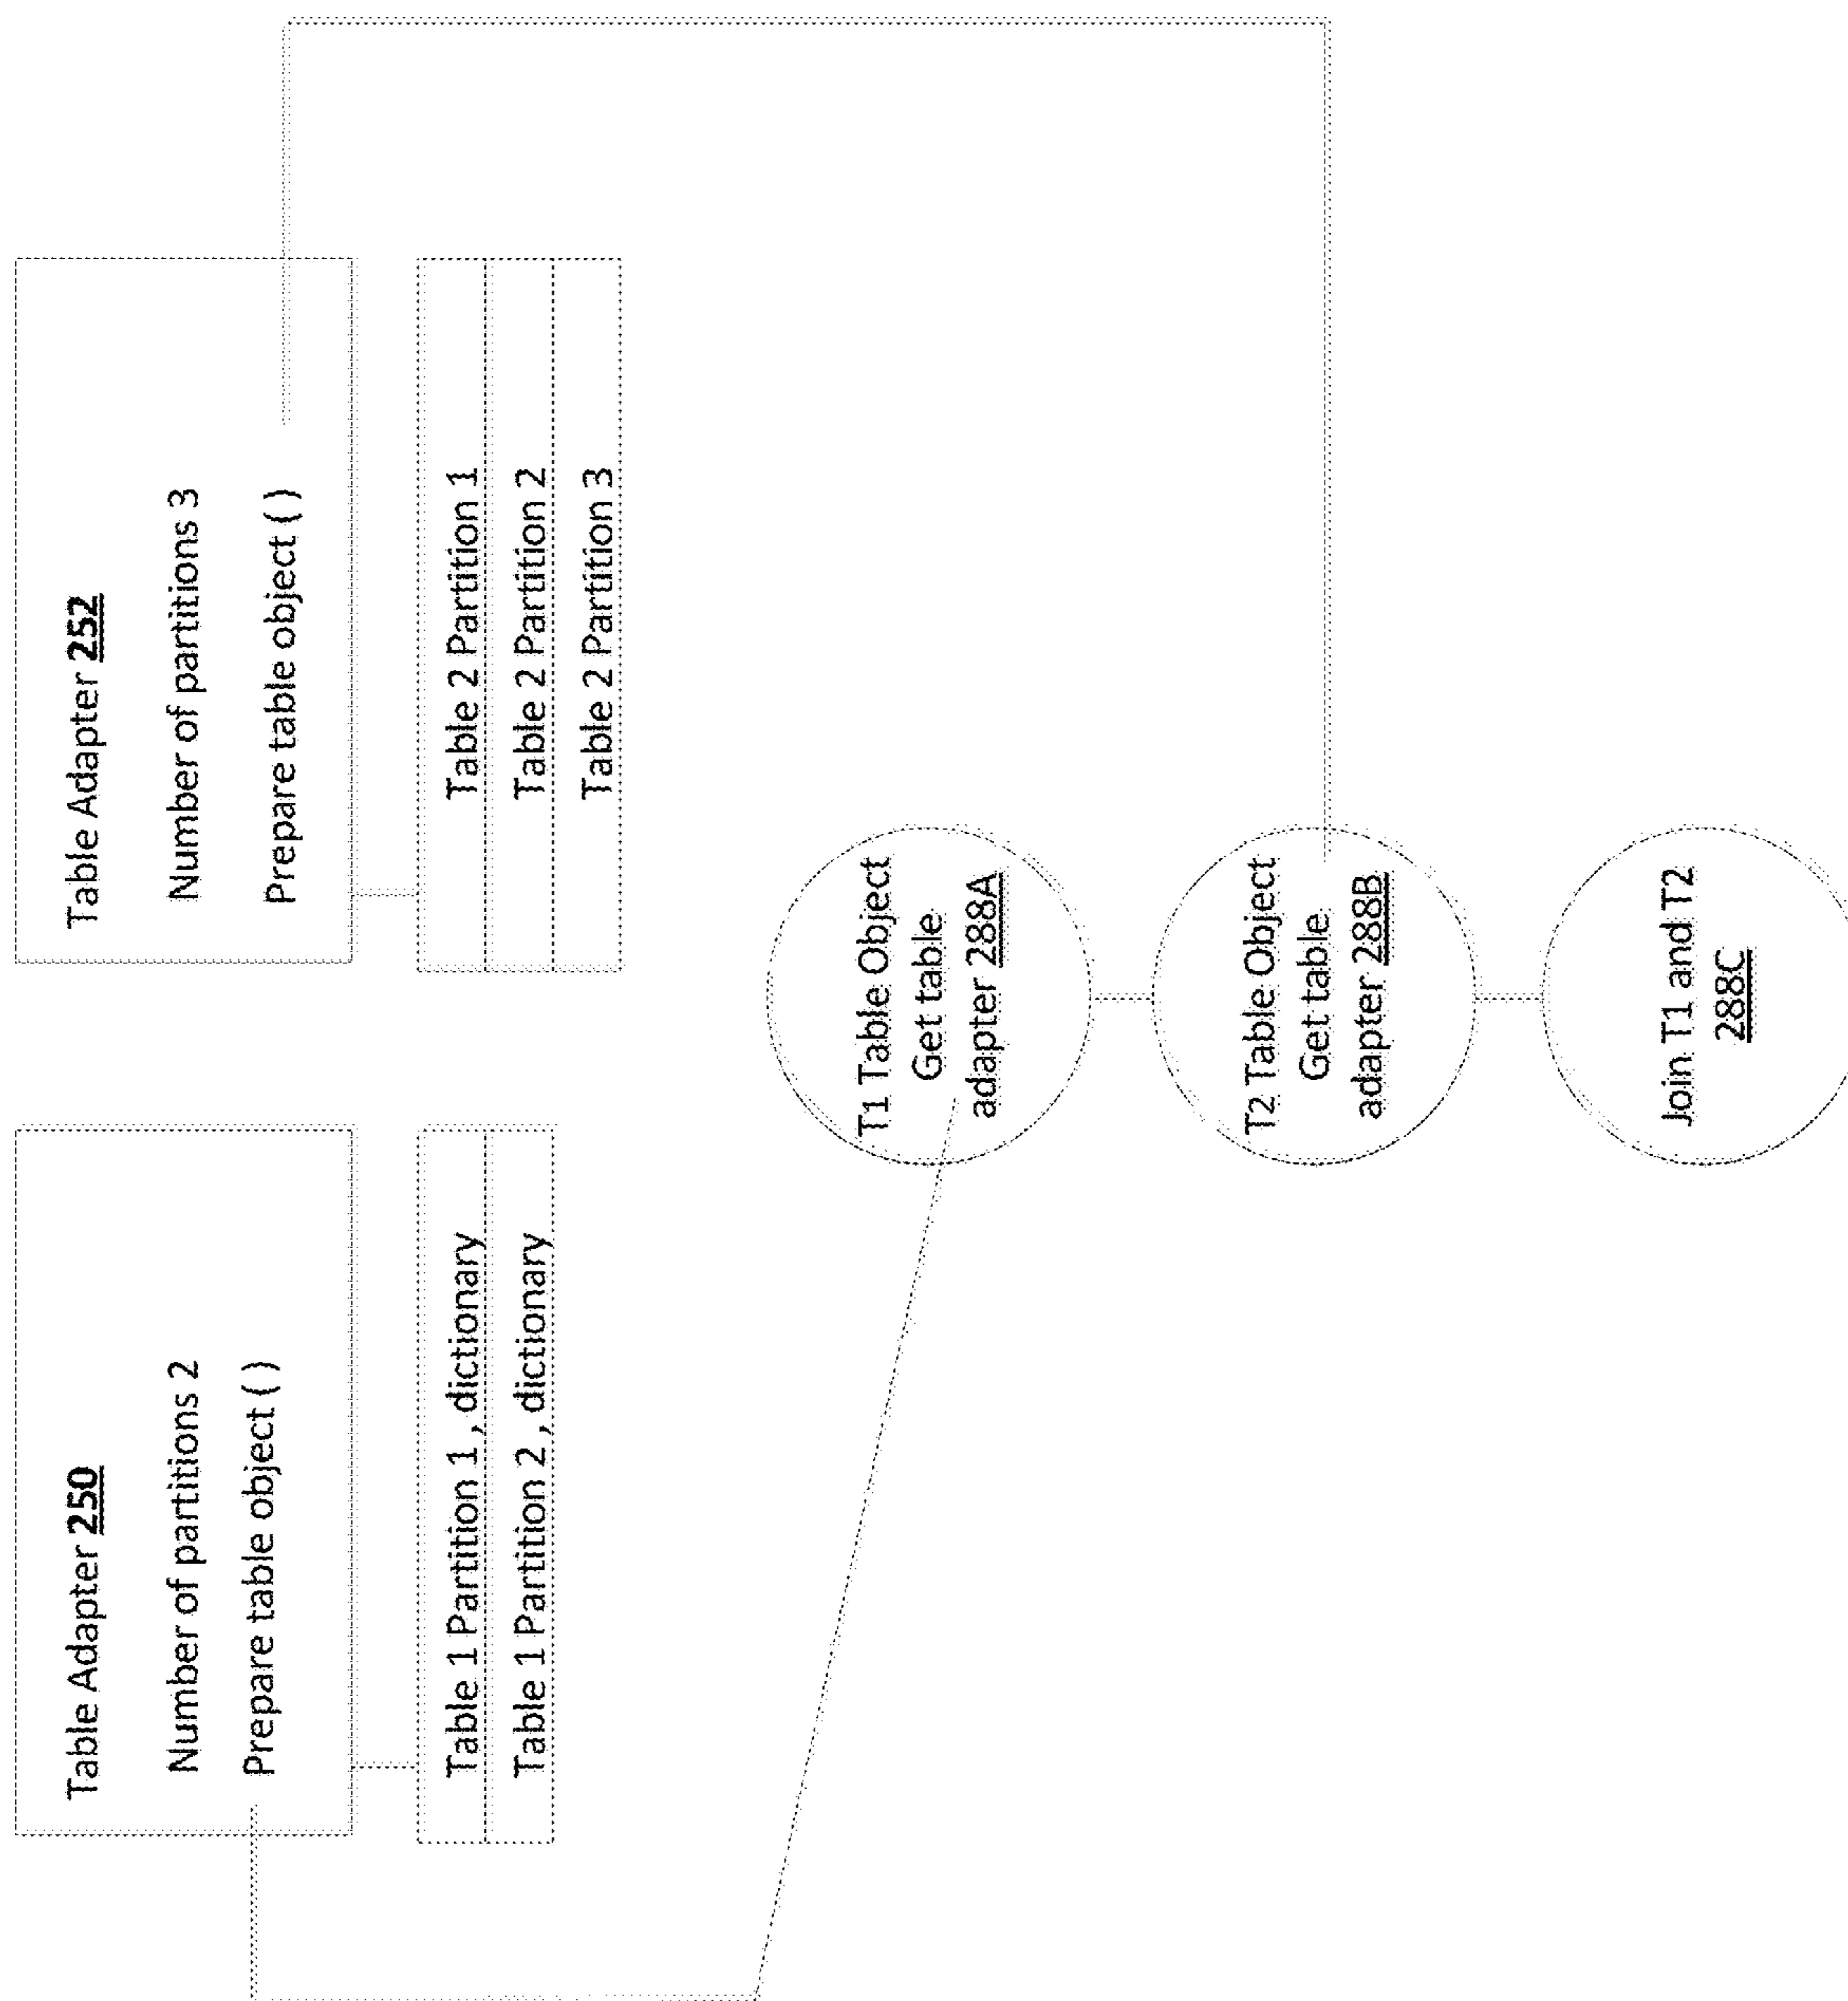 Table Adapter 250
Number of partitions 2
Prepare table object ( )
Table 1 Partition 1 , dictionary
Table 1 Partition 2 , dictionary
Table Adapter 252
Number of partitions 3
Prepare table object ( )
Table 2 Partition 1
Table 2 Partition 2
Table 2 Partition 3
T1 Table Object
Get table
adapter 288A
T2 Table Object
Get table
adapter 288B
Join T1 and T2
288C